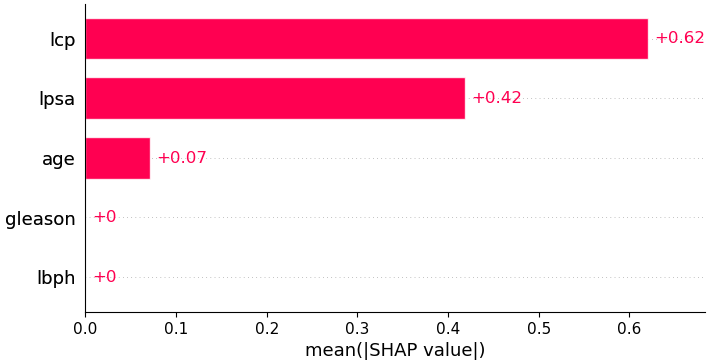 lcp +0.62
lpsa +0.42
age +0.07
gleason +0
lbph +0
0.0 0.1 0.2 0.3 0.4 0.5 0.6
mean(|SHAP value|)